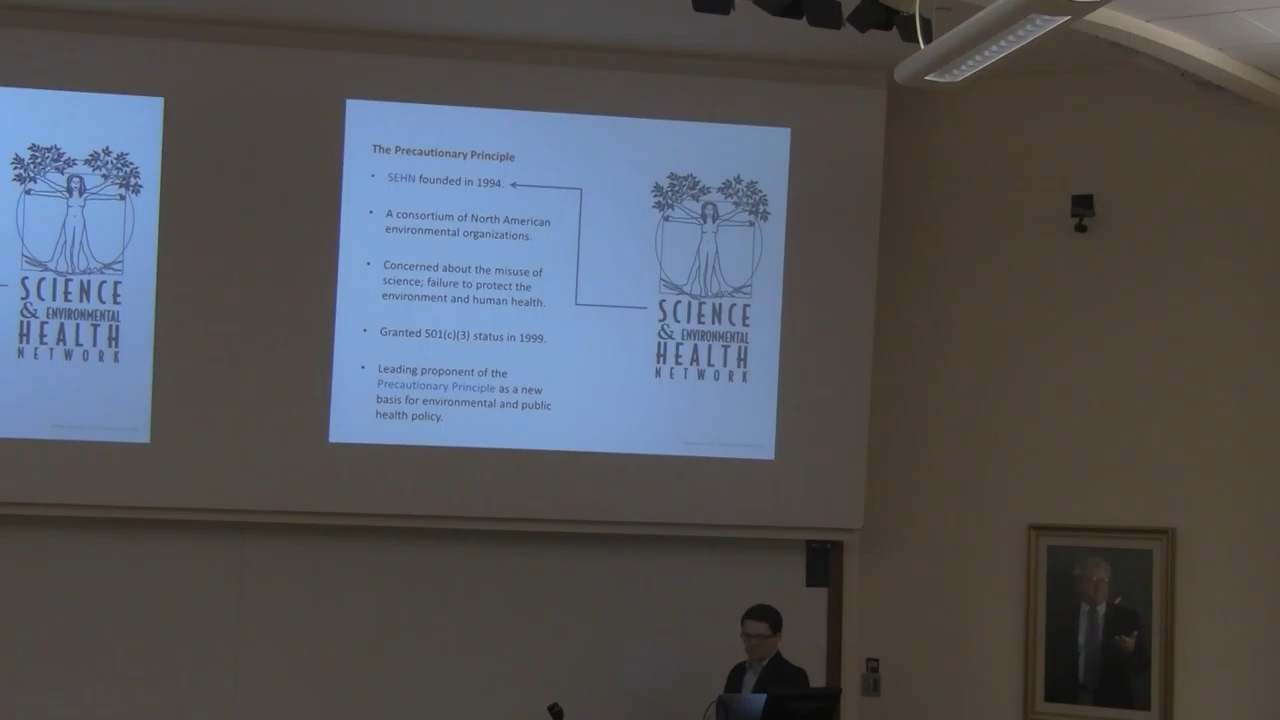 SCIENCE
& ENVIRONMENTAL
HEALTH
NETWORK
The Precautionary Principle
• SEHN founded in 1994.
• A consortium of North American
environmental organizations.
• Concerned about the misuse of
science; failure to protect the
environment and human health.
• Granted 501(c)(3) status in 1999.
• Leading proponent of the
Precautionary Principle as a new
basis for environmental and public
health policy.
SCIENCE
& ENVIRONMENTAL
HEALTH
NETWORK